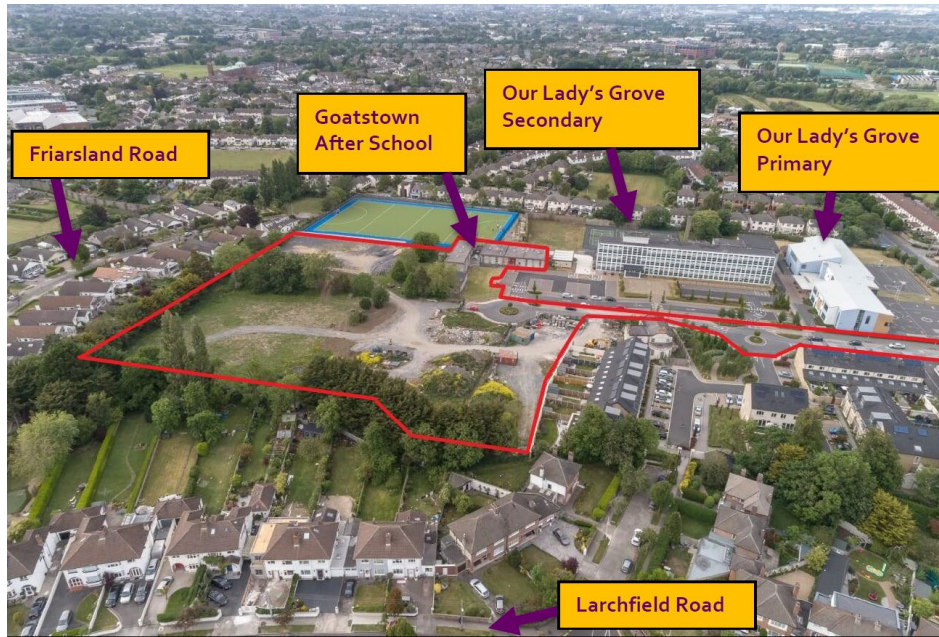 Friarsland Road
Goatstown
After School
Our Lady's Grove
Secondary
Our Lady's Grove
Primary
Larchfield Road